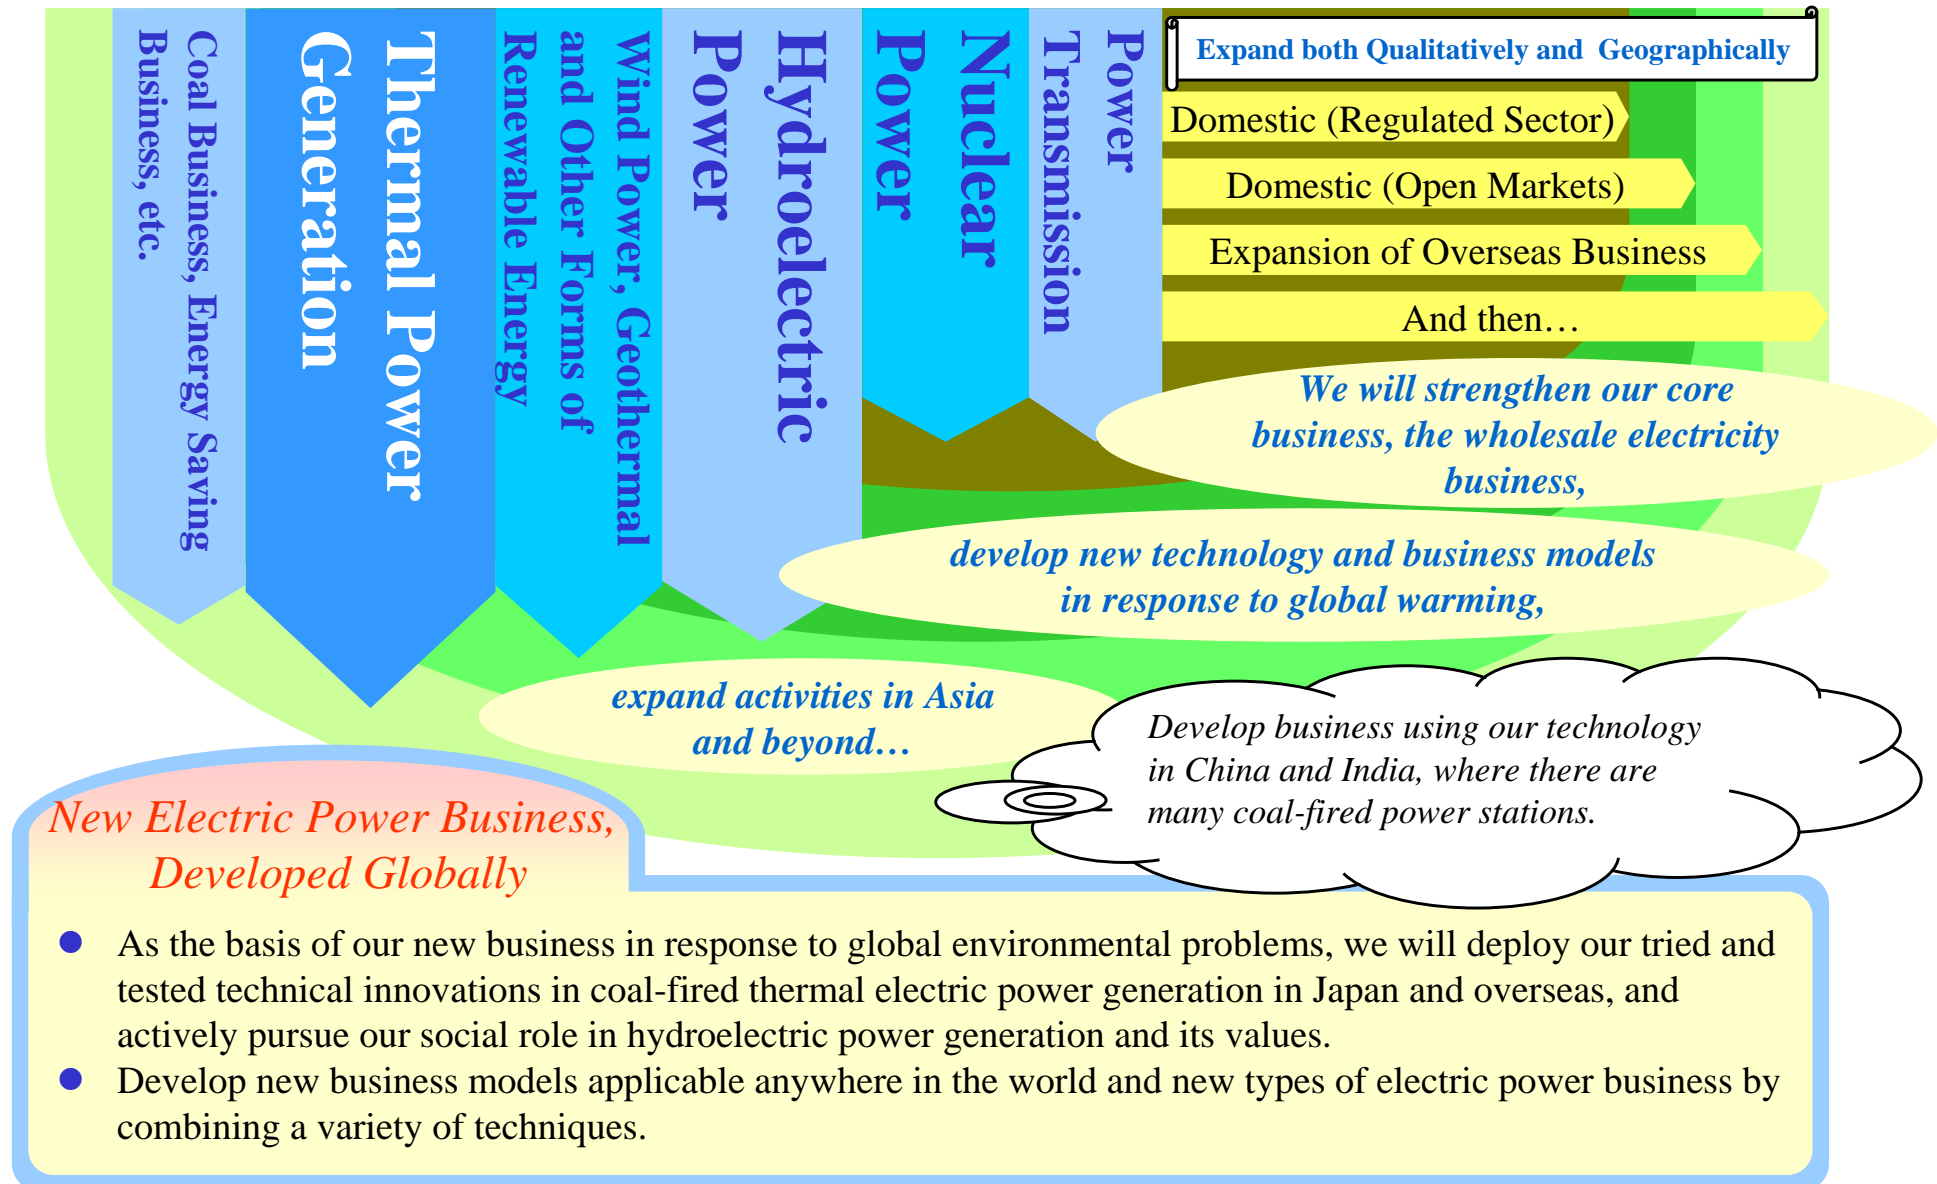 Coal Business, Energy Saving
Business, etc.
Thermal Power
Generation
Wind Power, Geothermal
and Other Forms of
Renewable Energy
Hydroelectric
Power
Nuclear
Power
Power
Transmission
Expand both Qualitatively and Geographically
Domestic (Regulated Sector)
Domestic (Open Markets)
Expansion of Overseas Business
And then…
We will strengthen our core
business, the wholesale electricity
business,
develop new technology and business models
in response to global warming,
expand activities in Asia
and beyond…
Develop business using our technology
in China and India, where there are
many coal-fired power stations.
New Electric Power Business,
Developed Globally
● As the basis of our new business in response to global environmental problems, we will deploy our tried and
tested technical innovations in coal-fired thermal electric power generation in Japan and overseas, and
actively pursue our social role in hydroelectric power generation and its values.
● Develop new business models applicable anywhere in the world and new types of electric power business by
combining a variety of techniques.